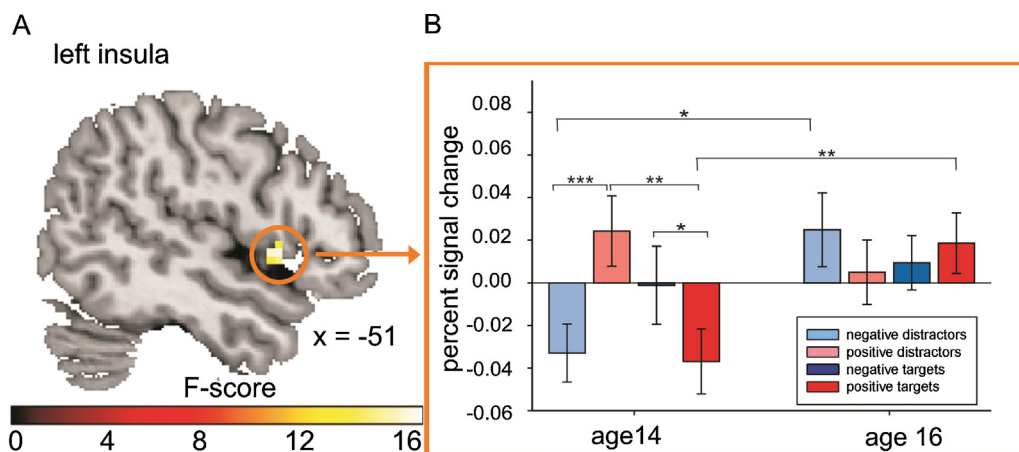 A
left insula
x = -51
F-score
0 4 8 12 16
B
percent signal change
0.08
0.06
0.04
0.02
0.00
-0.02
-0.04
-0.06
*
**
*** **
*
negative distractors
positive distractors
negative targets
positive targets
age14 age 16